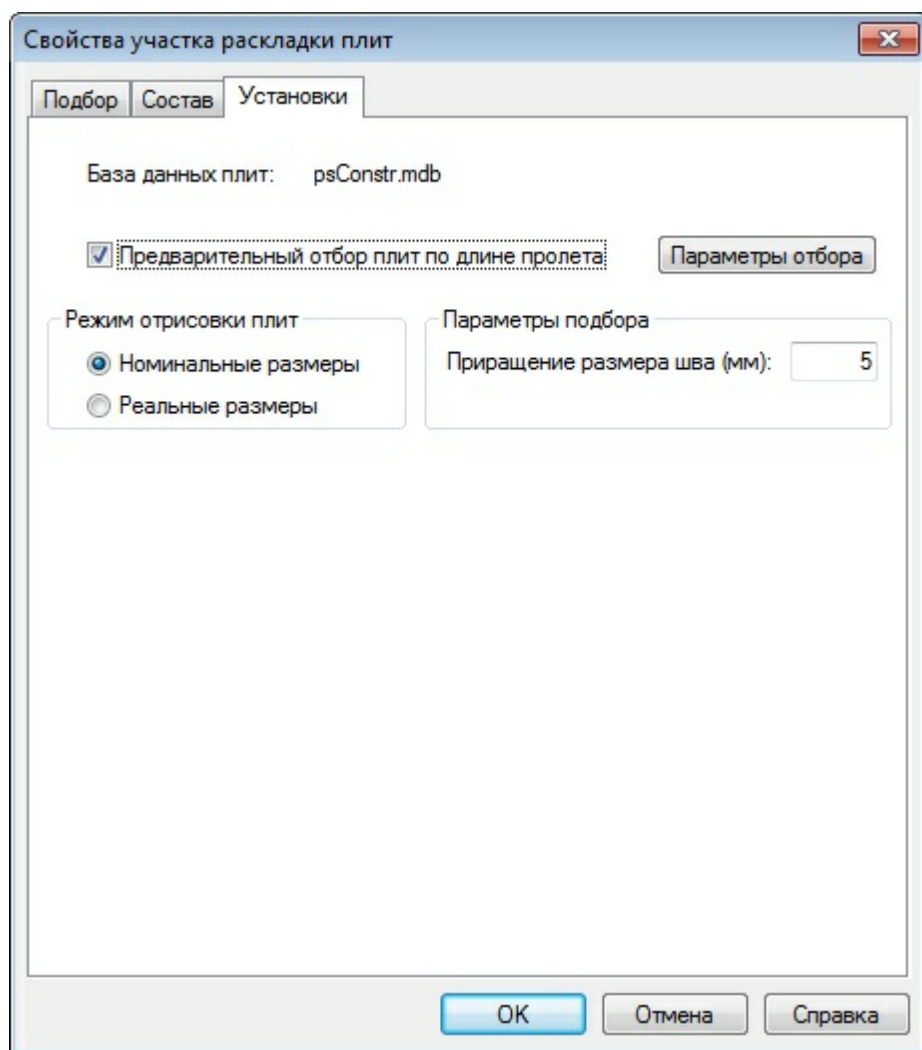 Свойства участка раскладки плит
Подбор Состав Установки
База данных плит: psConstr.mdb
Предварительный отбор плит по длине пролета Параметры отбора
Режим отрисовки плит
Номинальные размеры
Реальные размеры
Параметры подбора
Приращение размера шва (мм): 5
OK Отмена Справка